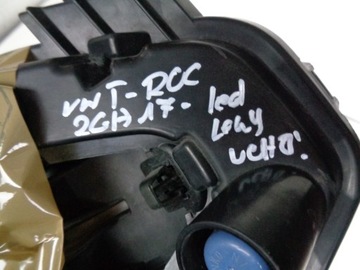 VW T-ROC
2GA 17-
led
Lewy
UCHO!